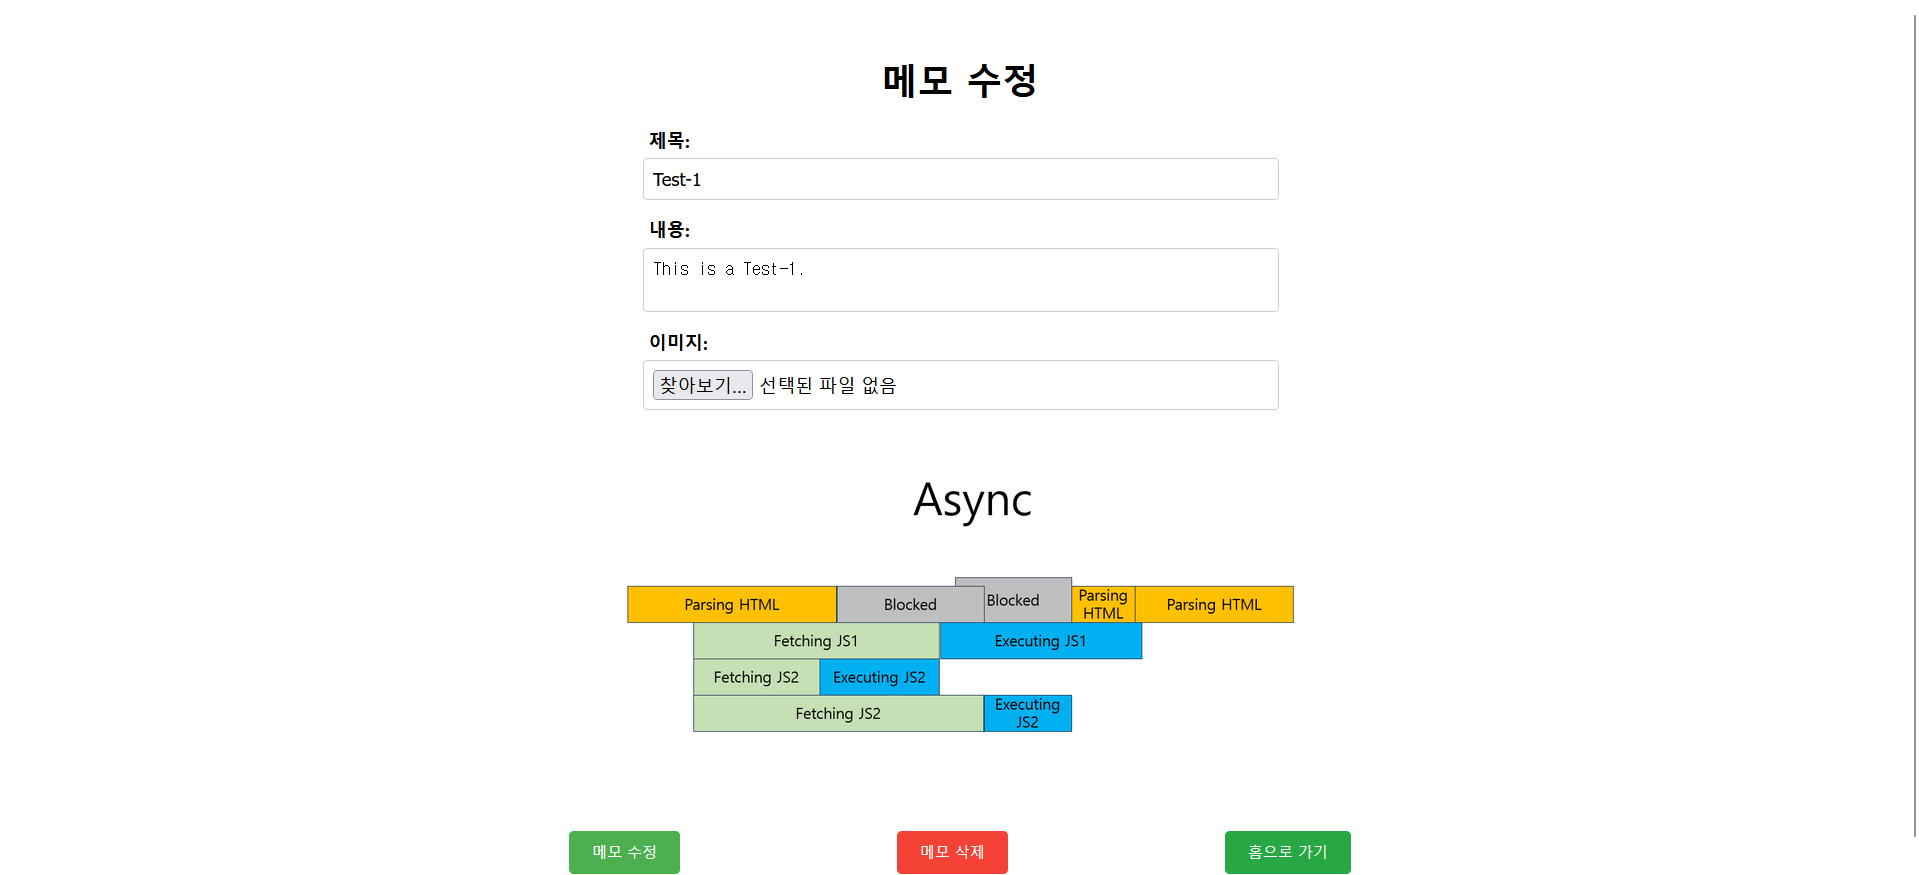 메모 수정
제목:
Test-1
내용:
This is a Test-1.
이미지:
찾아보기... 선택된 파일 없음
Async
Parsing HTML
Blocked
Blocked
Parsing
HTML
Parsing HTML
Fetching JS1
Executing JS1
Fetching JS2
Executing JS2
Fetching JS2
Executing
JS2
메모 수정
메모 삭제
홈으로 가기